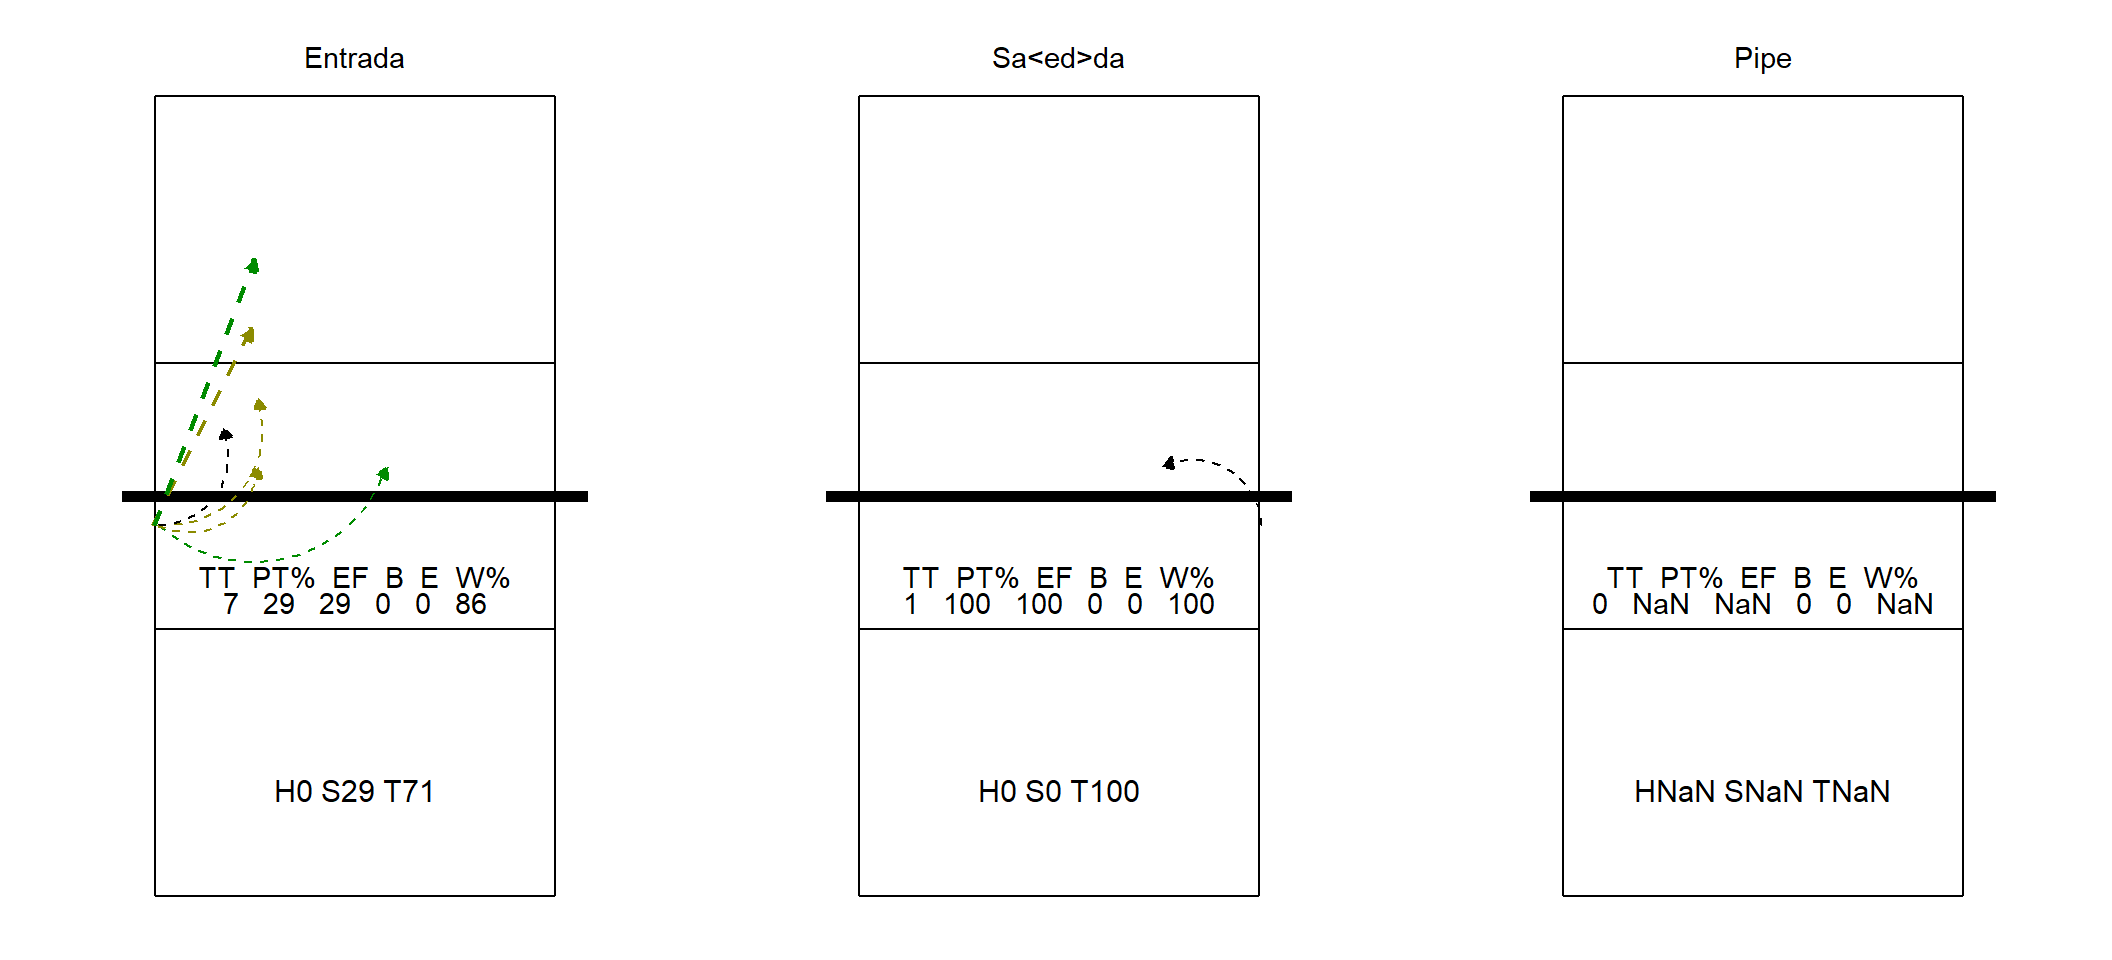 Entrada
TT PT% EF B E W%
7 29 29 0 0 86
H0 S29 T71
Sa<ed>da
TT PT% EF B E W%
1 100 100 0 0 100
H0 S0 T100
Pipe
TT PT% EF B E W%
0 NaN NaN 0 0 NaN
HNaN SNaN TNaN